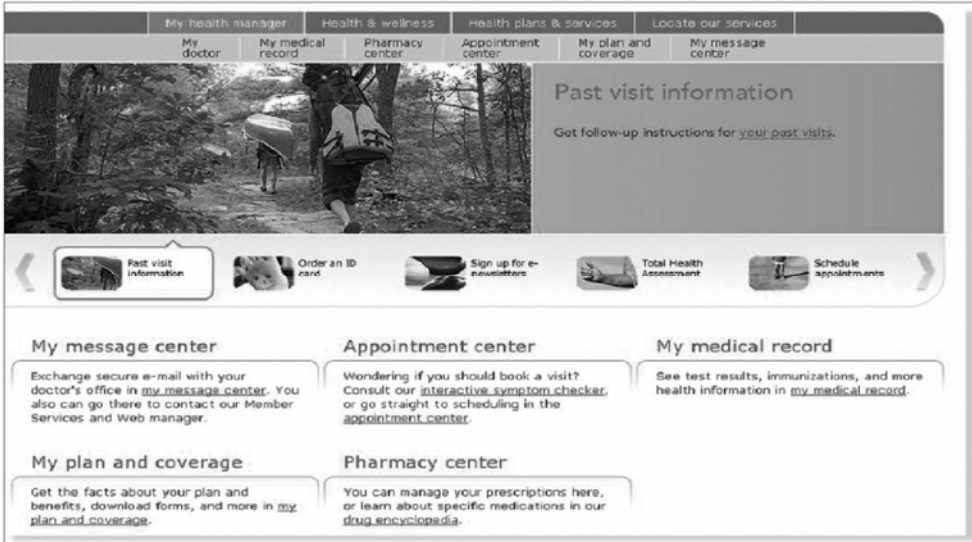 My health manager Health & wellness Health plans & services Locate our services
My doctor My medical record Pharmacy center Appointment center My plan and coverage My message center
Past visit information
Get follow-up instructions for your past visits.
Past visit information
Order an ID card
Sign up for e-newsletters
Total Health Assessment
Schedule appointments
My message center
Exchange secure e-mail with your
doctor's office in my message center. You
also can go there to contact our Member
Services and Web manager.
Appointment center
Wondering if you should book a visit?
Consult our interactive symptom checker,
or go straight to scheduling in the
appointment center.
My medical record
See test results, immunizations, and more
health information in my medical record.
My plan and coverage
Get the facts about your plan and
benefits, download forms, and more in my
plan and coverage.
Pharmacy center
You can manage your prescriptions here,
or learn about specific medications in our
drug encyclopedia.